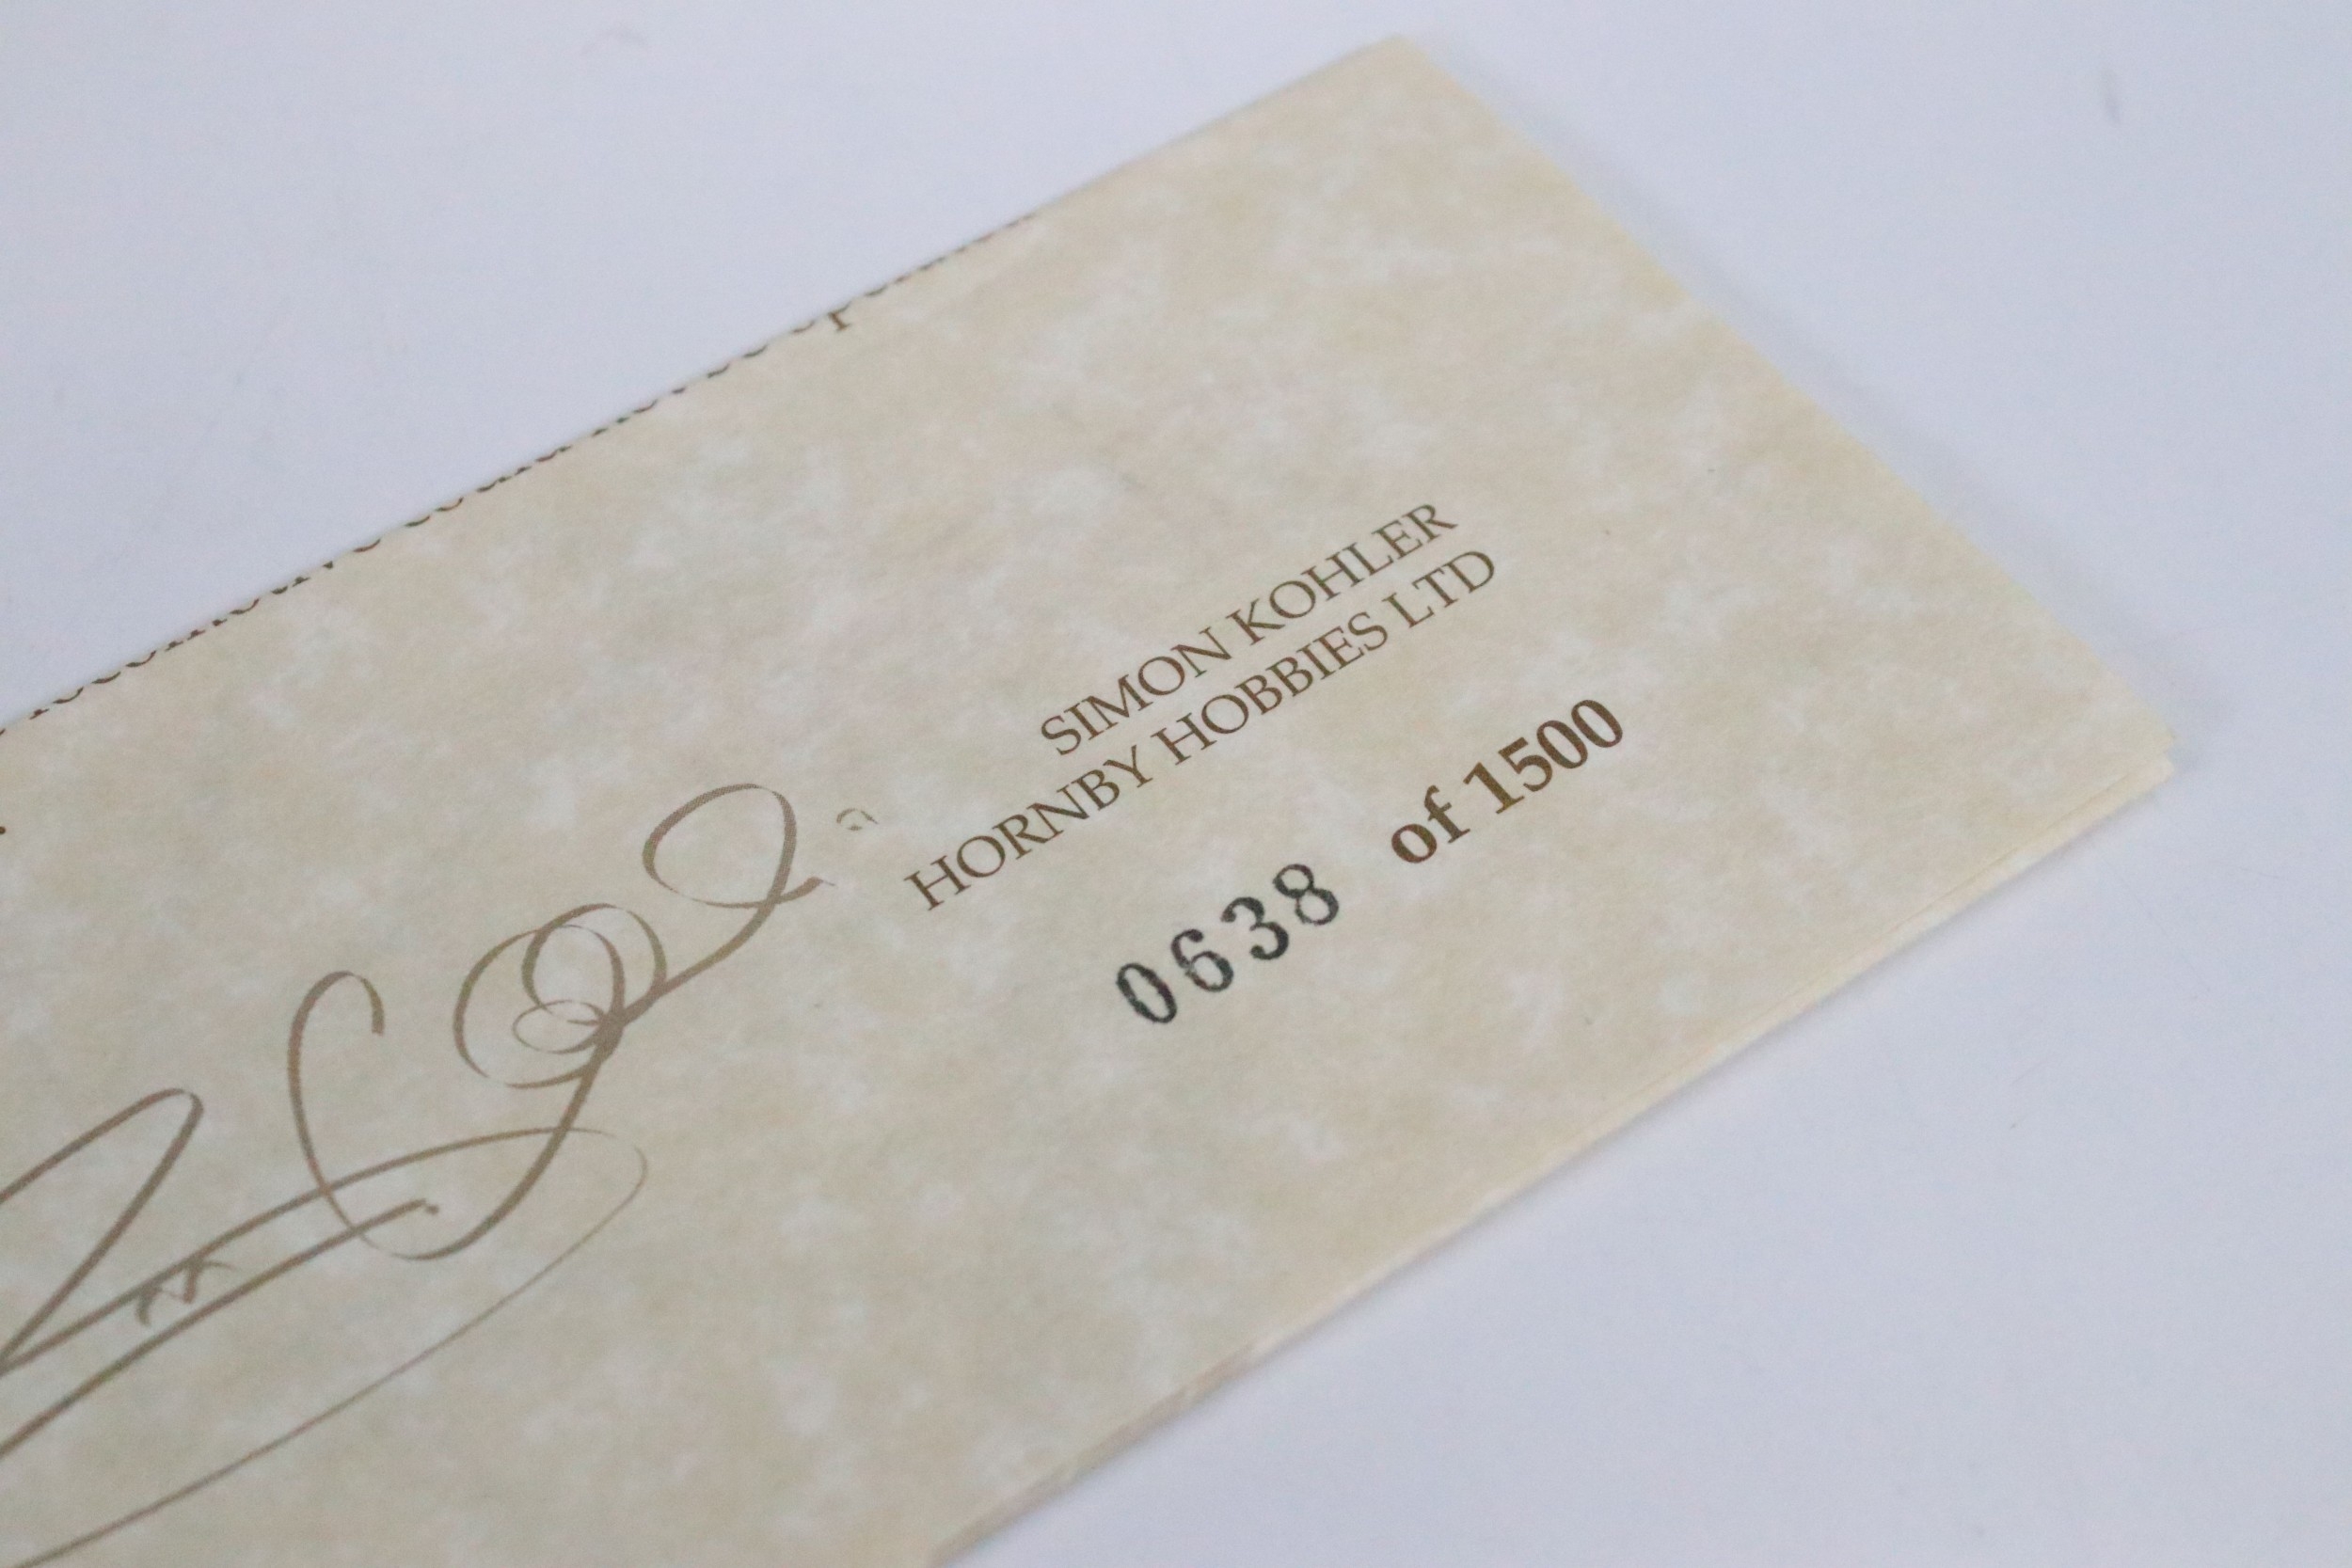 SIMON KOHLER
HORNBY HOBBIES LTD
0638 of 1500